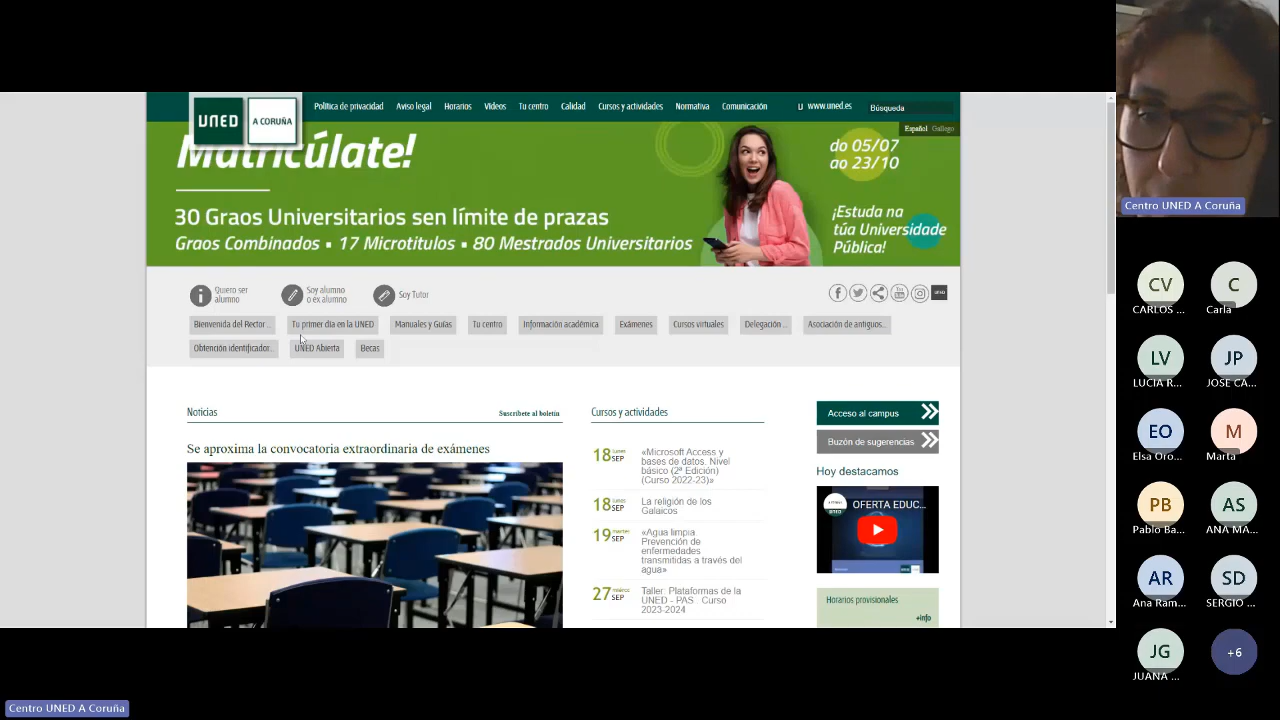 UNED
A CORUÑA
Política de privacidad
Aviso legal
Horarios
Vídeos
Tu centro
Calidad
Cursos y actividades
Normativa
Comunicación
U www.uned.es
Búsqueda
Español Gallego
Matricúlate!
do 05/07
ao 23/10
30 Graos Universitarios sen límite de prazas
Graos Combinados • 17 Microtitulos • 80 Mestrados Universitarios
¡Estuda na
túa Universidade
Pública!
Quiero ser
alumno
Soy alumno
o ex alumno
Soy Tutor
UNED
Bienvenida del Rector ...
Tu primer día en la UNED
Manuales y Guías
Tu centro
Información académica
Exámenes
Cursos virtuales
Delegación ...
Asociación de antiguos...
Obtención identificador...
UNED Abierta
Becas
Noticias
Suscríbete al boletín
Se aproxima la convocatoria extraordinaria de exámenes
Cursos y actividades
18 lunes SEP
«Microsoft Access y
bases de datos. Nivel
básico (2ª Edición)
(Curso 2022-23)»
18 lunes SEP
La religión de los
Galaicos
19 martes SEP
«Agua limpia.
Prevención de
enfermedades
transmitidas a través del
agua»
27 miérc SEP
Taller: Plataformas de la
UNED - PAS . Curso
2023-2024
Acceso al campus
Buzón de sugerencias
Hoy destacamos
OFERTA EDUC...
Horarios provisionales
+info
Centro UNED A Coruña
CV
CARLOS ...
C
Carla
LV
LUCIA R...
JP
JOSE CA...
EO
Elsa Oro...
M
Marta
PB
Pablo Ba...
AS
ANA MA...
AR
Ana Ram...
SD
SERGIO ...
JG
JUANA ...
+6
Centro UNED A Coruña